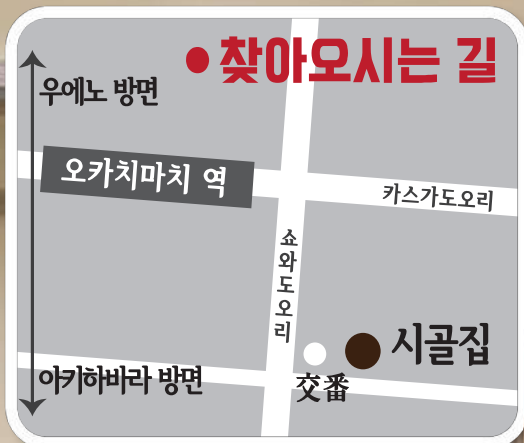 ● 찾아오시는 길
우에노 방면
오카치마치 역
카스가도오리
쇼와도오리
시골집
아키하바라 방면
交番